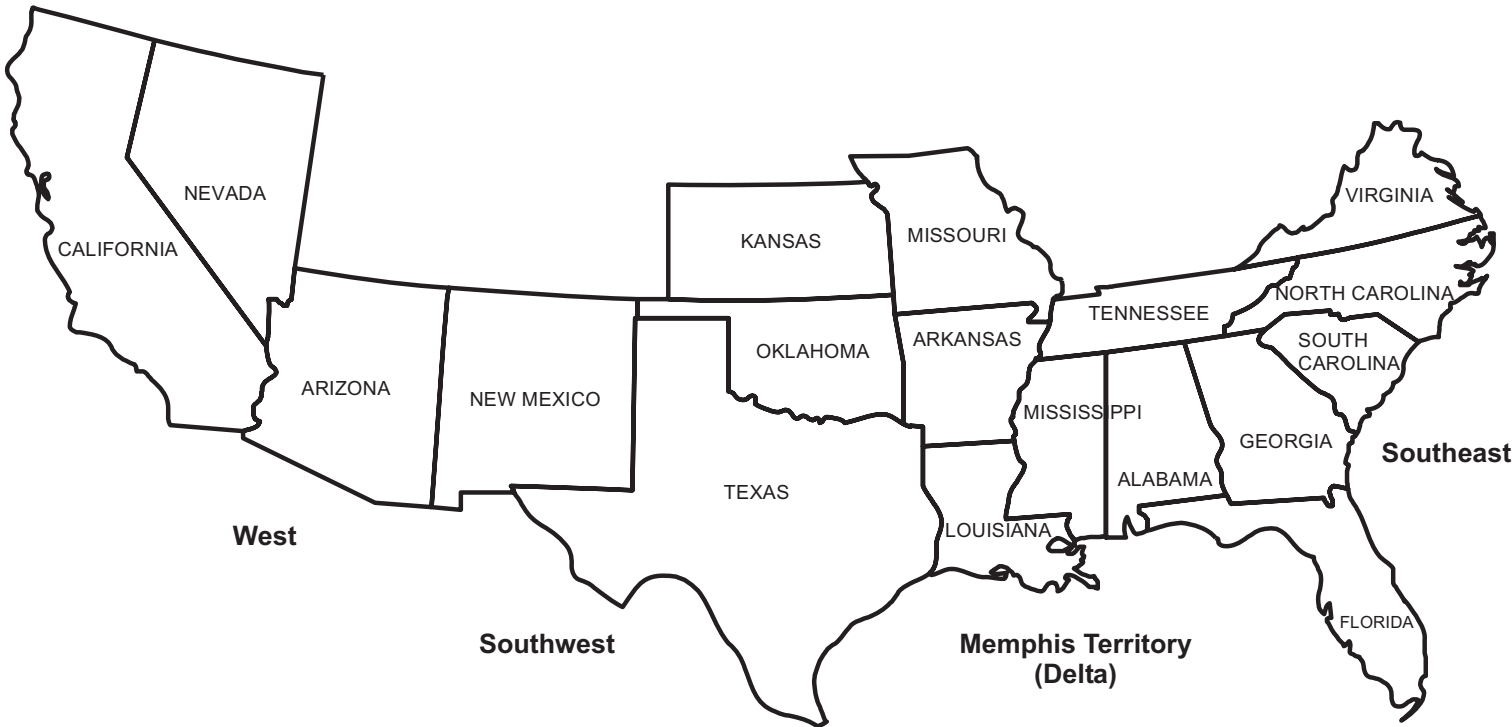 VIRGINIA
NEVADA
MISSOURI
KANSAS
CALIFORNIA
NORTH CAROLINA
TENNESSEE
ARKANSAS
SOUTH
CAROLINA
OKLAHOMA
ARIZONA
NEW MEXICO
MISSISSIPPI
GEORGIA
Southeast
ALABAMA
TEXAS
LOUISIANA
West
FLORIDA
Southwest
Memphis Territory
(Delta)